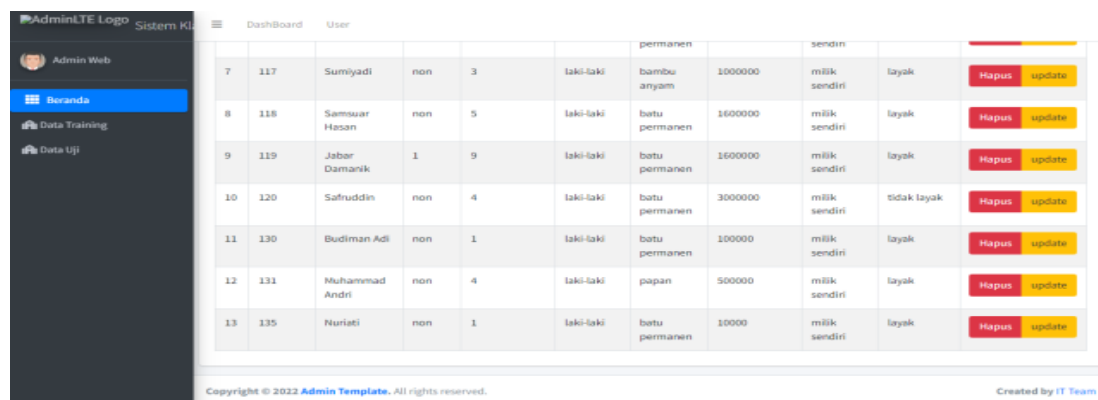 AdminLTE Logo Sistem Kl
DashBoard User
Admin Web
Beranda
Data Training
Data Uji
permanen sendiri
7 117 Sumiyadi non 3 laki-laki bambu anyam 1000000 milik sendiri layak Hapus update
8 118 Samsuar Hasan non 5 laki-laki batu permanen 1600000 milik sendiri layak Hapus update
9 119 Jabar Damanik 1 9 laki-laki batu permanen 1600000 milik sendiri layak Hapus update
10 120 Safruddin non 4 laki-laki batu permanen 3000000 milik sendiri tidak layak Hapus update
11 130 Budiman Adi non 1 laki-laki batu permanen 100000 milik sendiri layak Hapus update
12 131 Muhammad Andri non 4 laki-laki papan 500000 milik sendiri layak Hapus update
13 135 Nuriati non 1 laki-laki batu permanen 10000 milik sendiri layak Hapus update
Copyright © 2022 Admin Template. All rights reserved. Created by IT Team